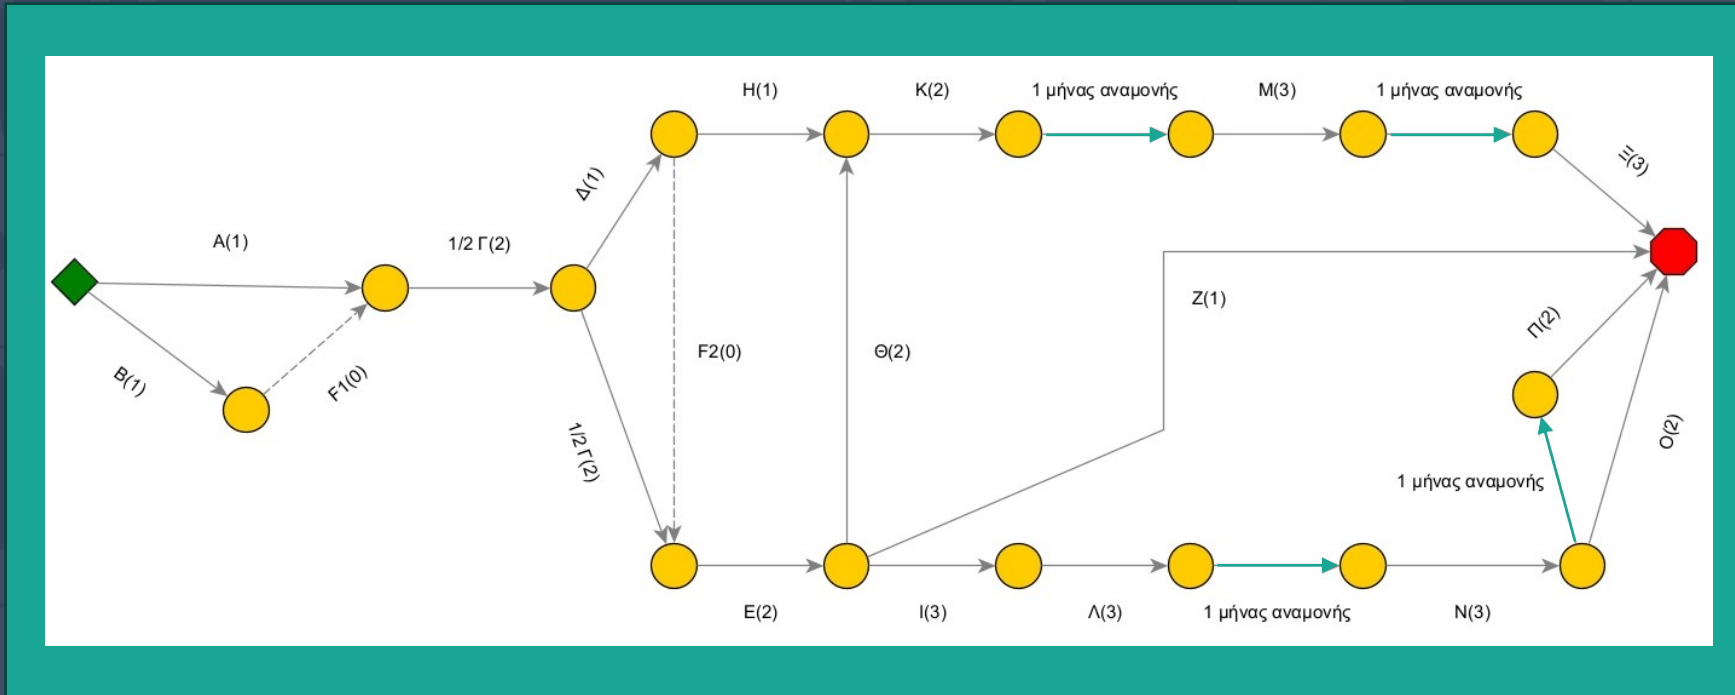 Η(1)
Κ(2)
1 μήνας αναμονής
Μ(3)
1 μήνας αναμονής
Ξ(3)
Δ(1)
Α(1)
1/2 Γ(2)
Β(1)
F1(0)
F2(0)
Θ(2)
Ζ(1)
Π(2)
1/2 Γ(2)
Ο(2)
1 μήνας αναμονής
Ε(2)
Ι(3)
Λ(3)
1 μήνας αναμονής
Ν(3)